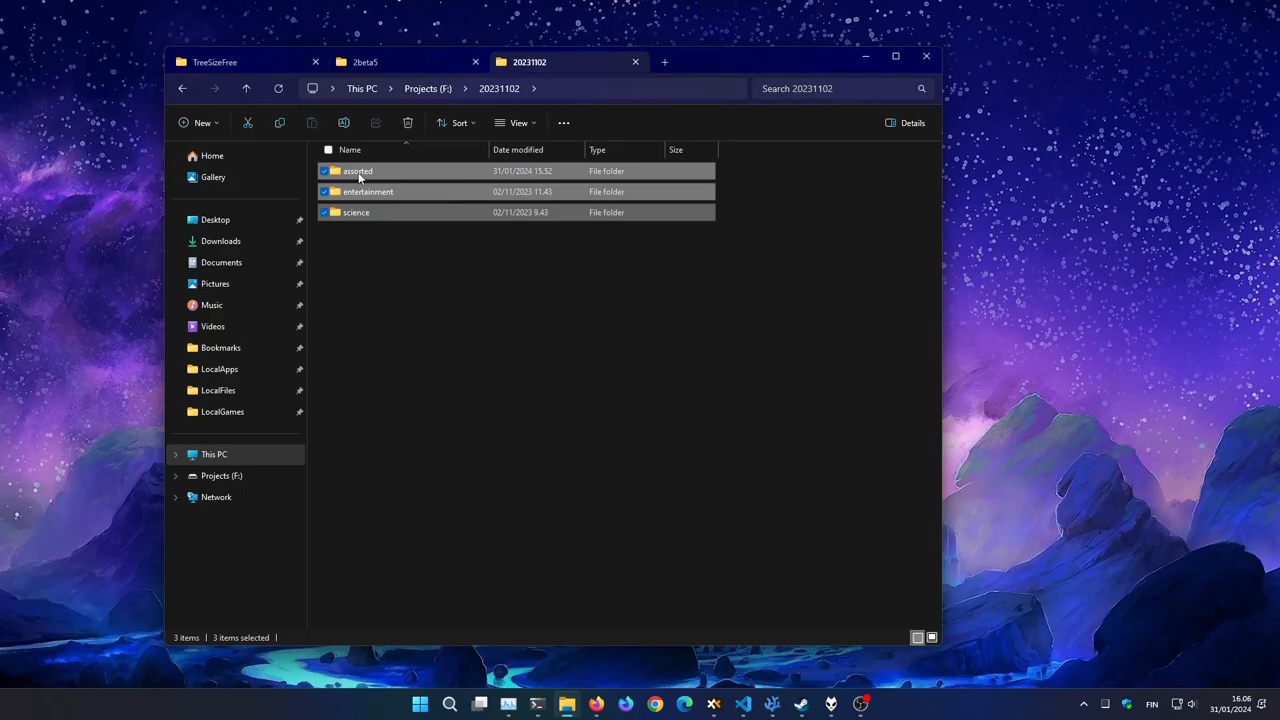 TreeSizeFree
2beta5
20231102
This PC
Projects (F:)
20231102
Search 20231102
New
Sort
View
Details
Name
Date modified
Type
Size
assorted
31/01/2024 15.52
File folder
entertainment
02/11/2023 11.43
File folder
science
02/11/2023 9.43
File folder
Home
Gallery
Desktop
Downloads
Documents
Pictures
Music
Videos
Bookmarks
LocalApps
LocalFiles
LocalGames
This PC
Projects (F:)
Network
3 items
3 items selected
FIN
16.06
31/01/2024